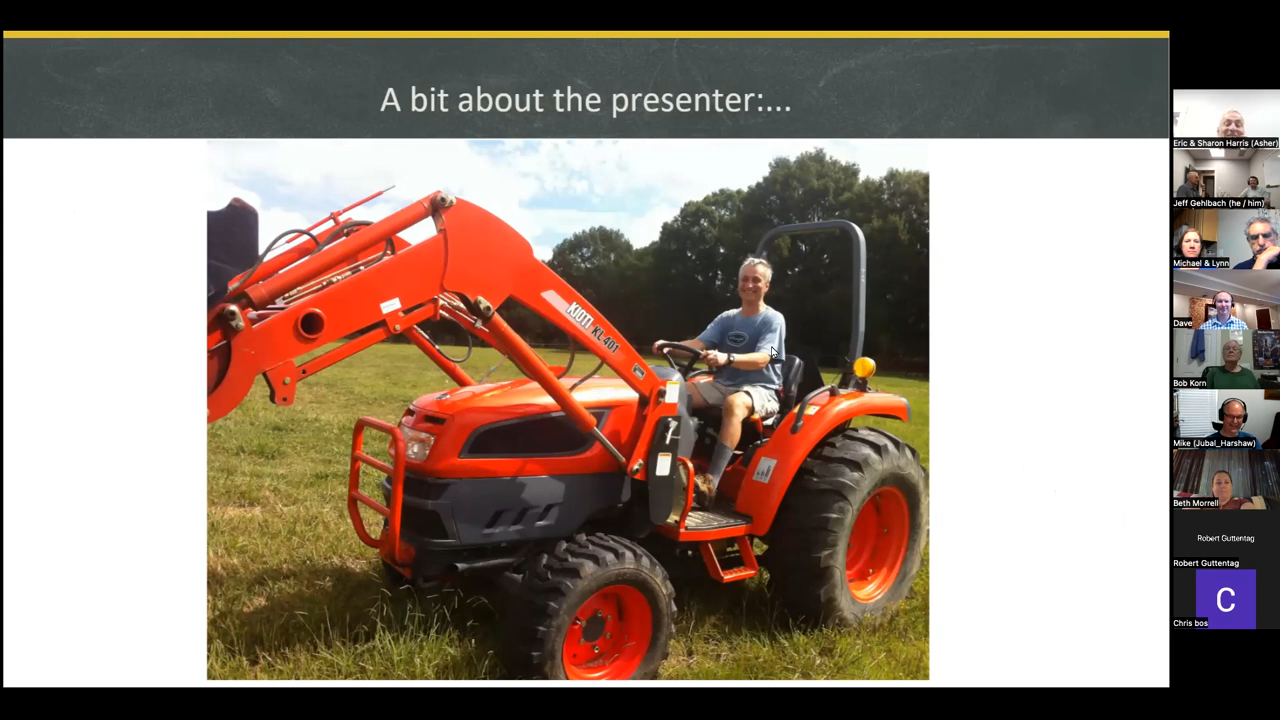 A bit about the presenter:...
KIOTI KL401
Eric & Sharon Harris (Asher)
Jeff Gehlbach (he / him)
Michael & Lynn
Dave
Bob Korn
Mike (Jubal_Harshaw)
Beth Morrell
Robert Guttentag
Robert Guttentag
C
Chris bos